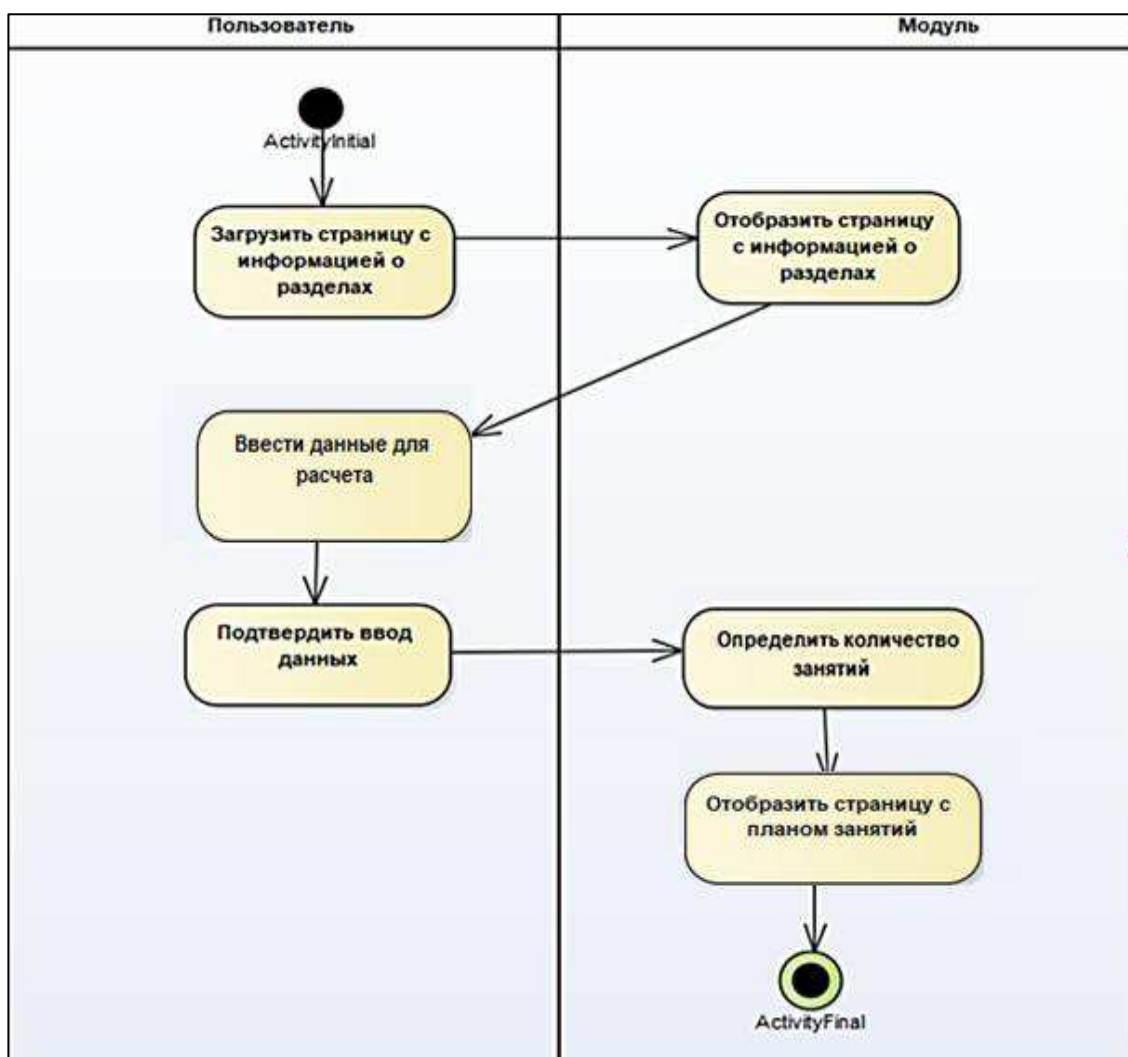 Пользователь
Модуль
ActivityInitial
Загрузить страницу с
информацией о
разделах
Отобразить страницу
с информацией о
разделах
Ввести данные для
расчета
Подтвердить ввод
данных
Определить количество
занятий
Отобразить страницу с
планом занятий
ActivityFinal